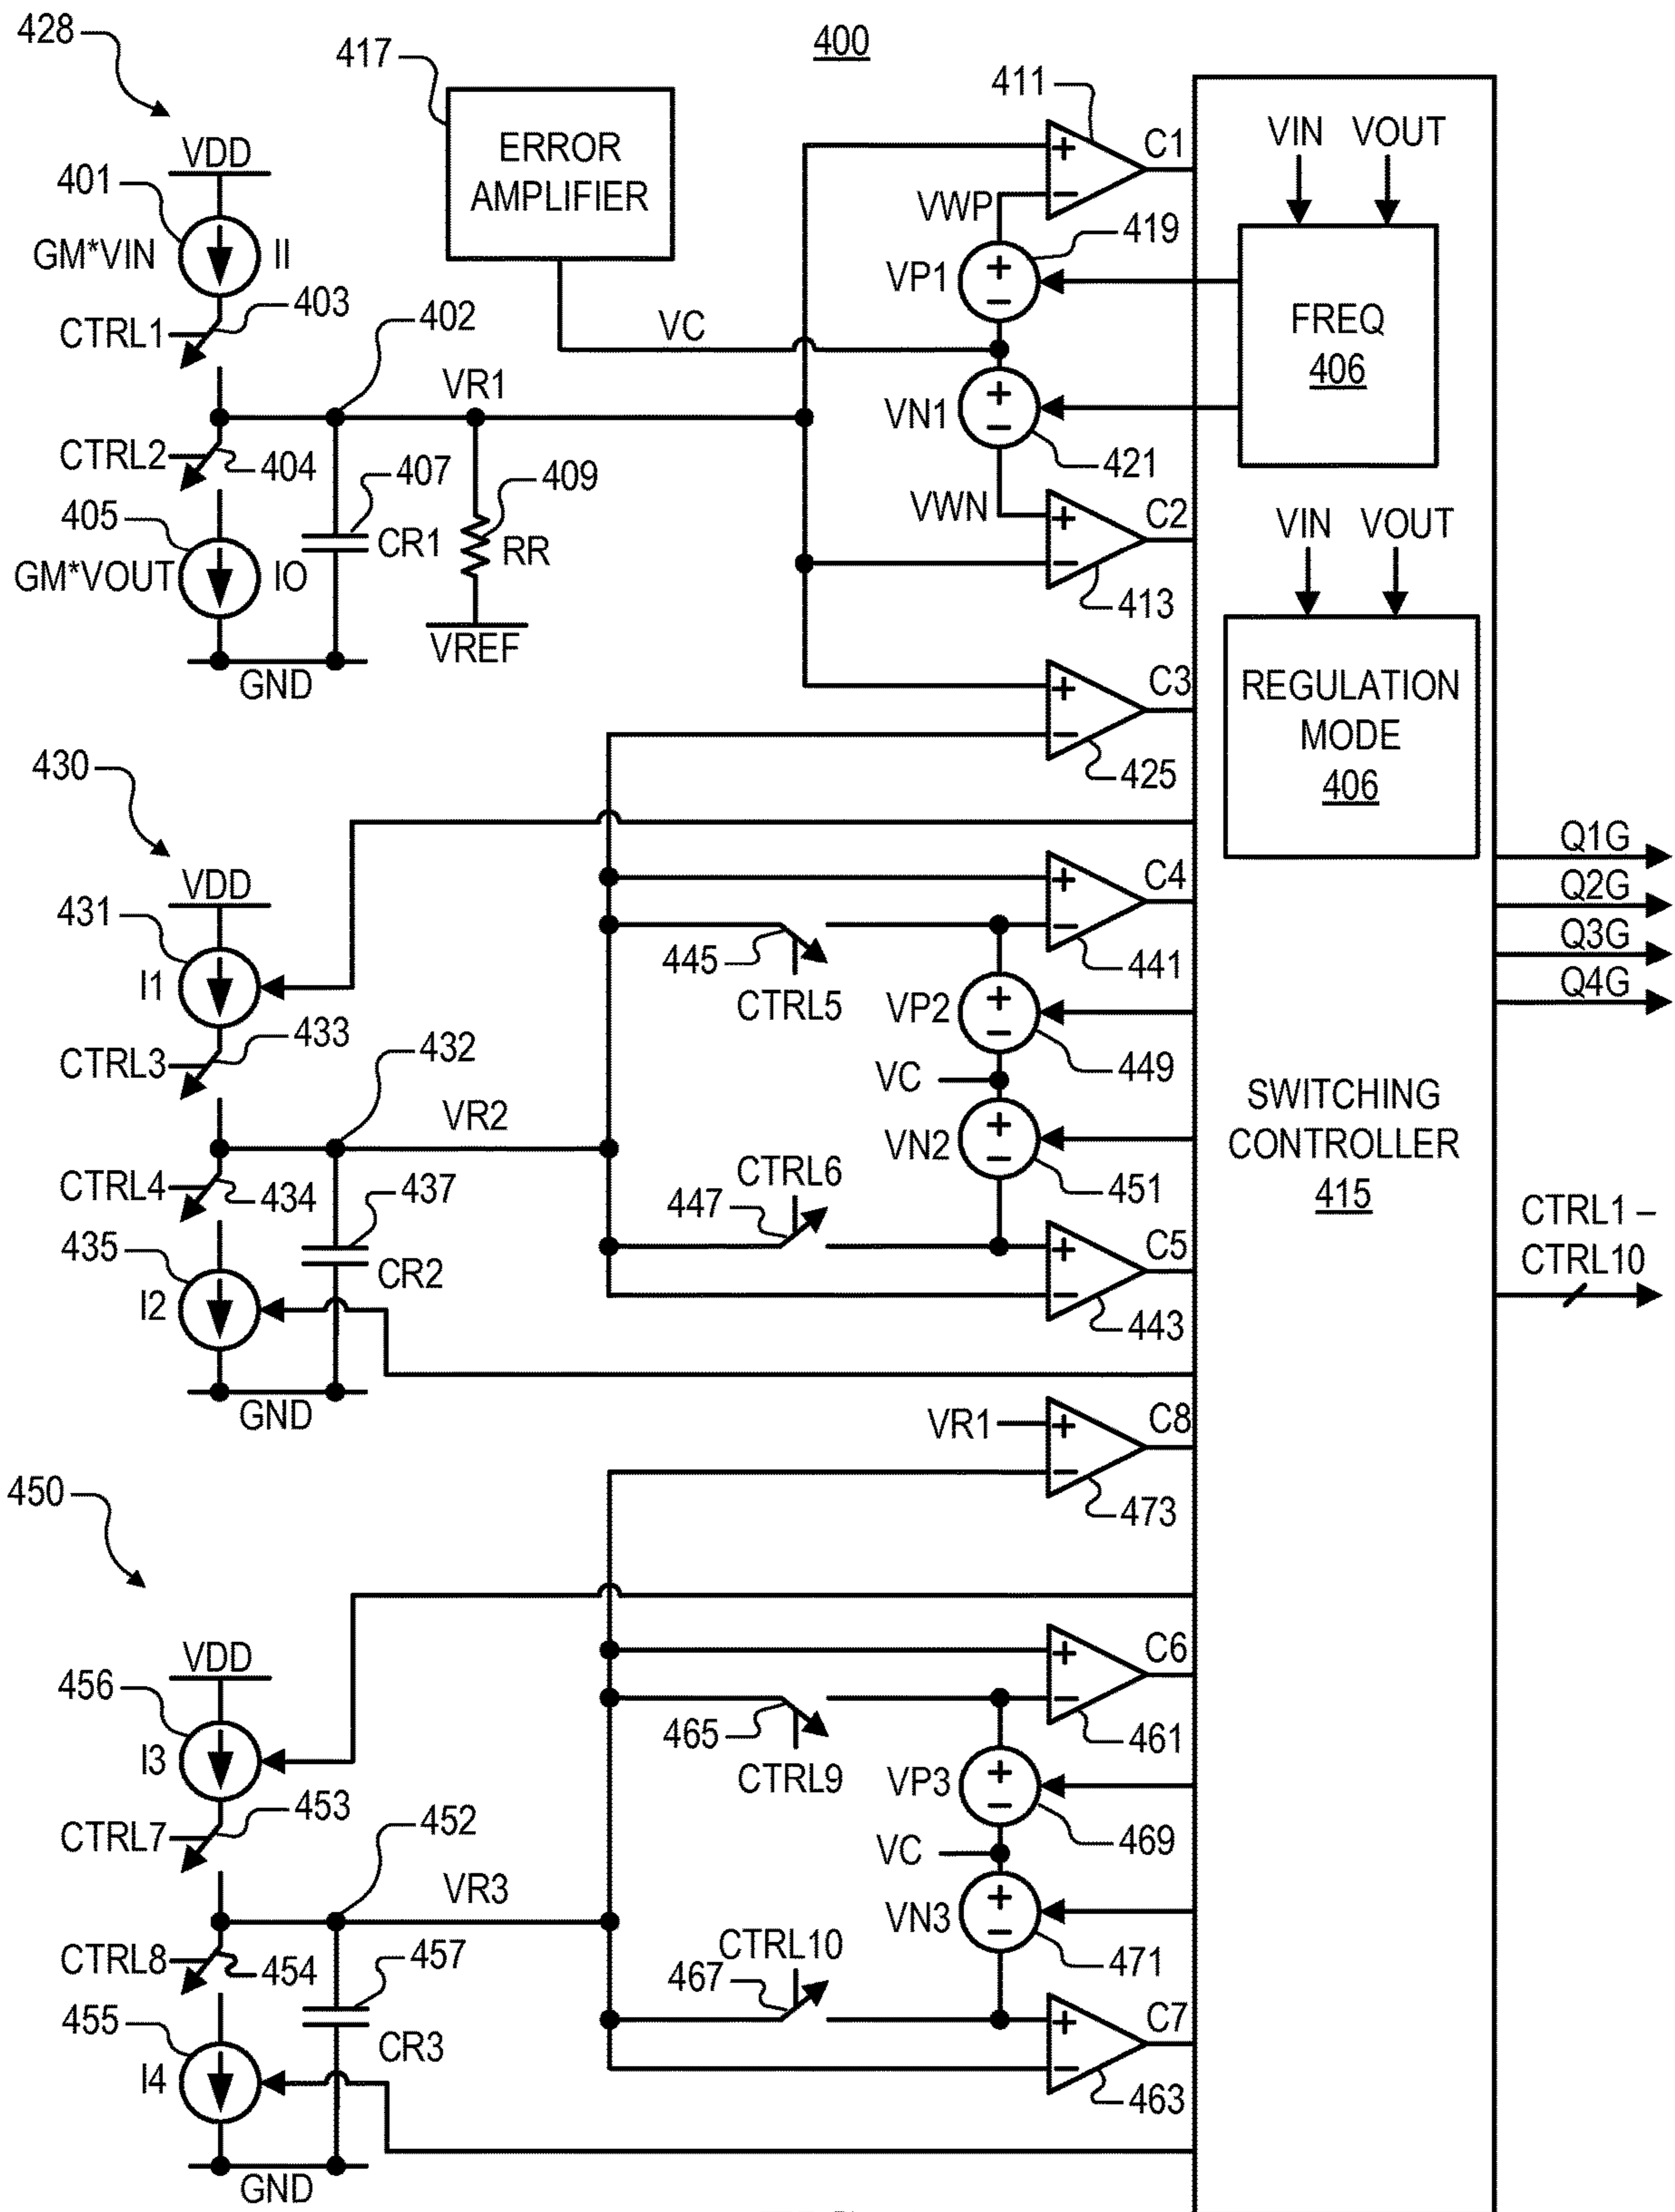 400
428
417
411
ERROR
AMPLIFIER
VDD
401
GM*VIN
II
CTRL1
403
402
VC
VR1
CTRL2
404
405
GM*VOUT
IO
407
CR1
409
RR
VREF
GND
VWP
419
VP1
VN1
421
VWN
413
C1
C2
C3
425
VIN VOUT
FREQ
406
VIN VOUT
REGULATION
MODE
406
SWITCHING
CONTROLLER
415
Q1G
Q2G
Q3G
Q4G
CTRL1 –
CTRL10
430
VDD
431
I1
CTRL3
433
432
VR2
CTRL4
434
435
I2
437
CR2
GND
445
CTRL5
CTRL6
447
C4
441
VP2
449
VC
VN2
451
C5
443
VR1
C8
473
450
VDD
456
I3
CTRL7
453
452
VR3
CTRL8
454
455
I4
457
CR3
GND
465
CTRL9
CTRL10
467
C6
461
VP3
469
VC
VN3
471
C7
463